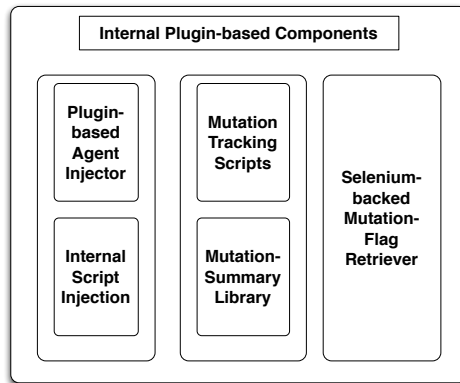 Internal Plugin-based Components
Plugin-
based
Agent
Injector
Internal
Script
Injection
Mutation
Tracking
Scripts
Mutation-
Summary
Library
Selenium-
backed
Mutation-
Flag
Retriever